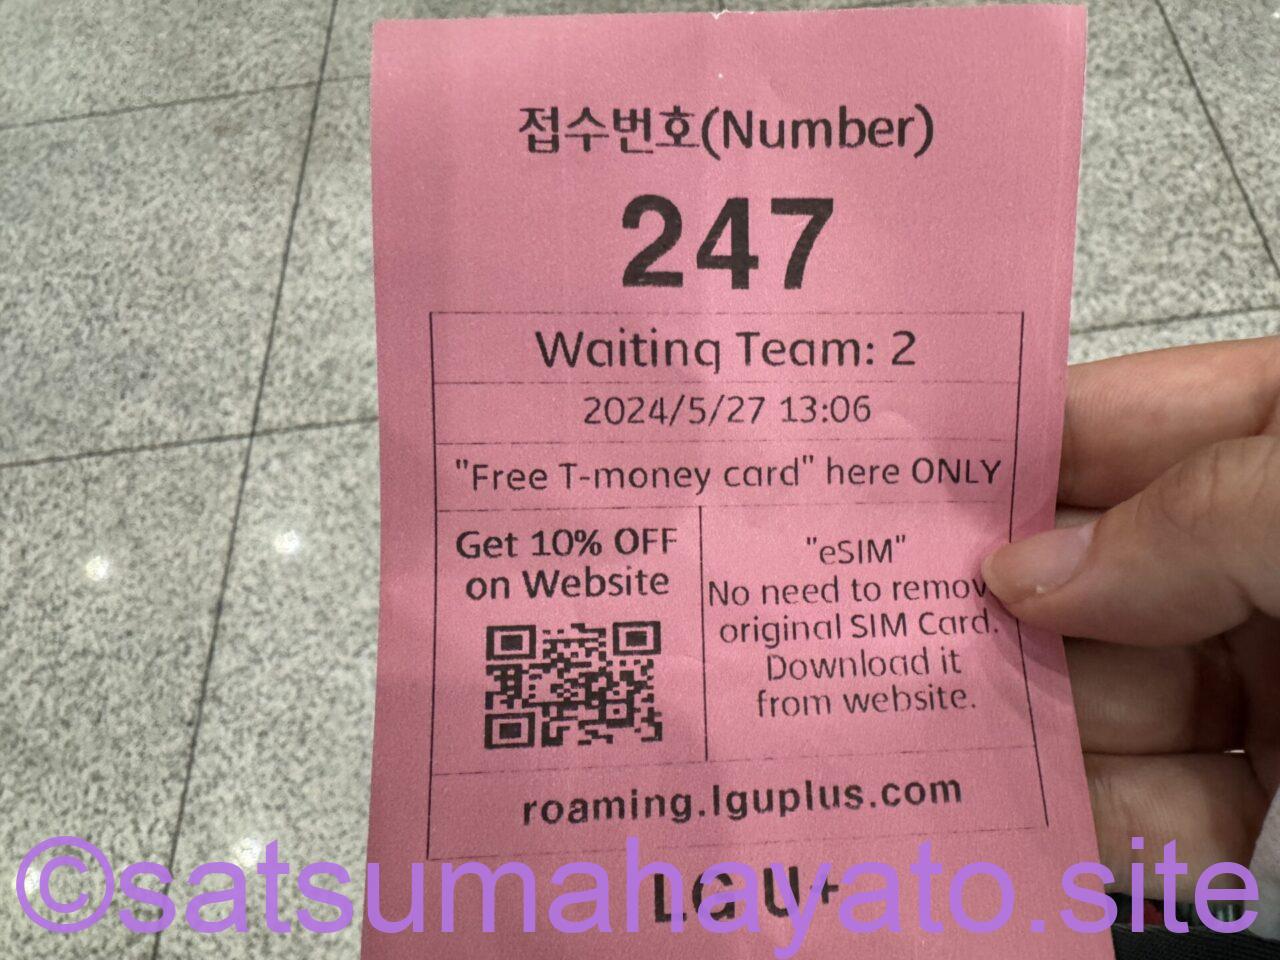 접수번호(Number)
247
Waiting Team: 2
2024/5/27 13:06
"Free T-money card" here ONLY
Get 10% OFF
on Website
"eSIM"
No need to remov
original SIM Card.
Download it
from website.
roaming.lguplus.com
LG U+
©satsumahayato.site